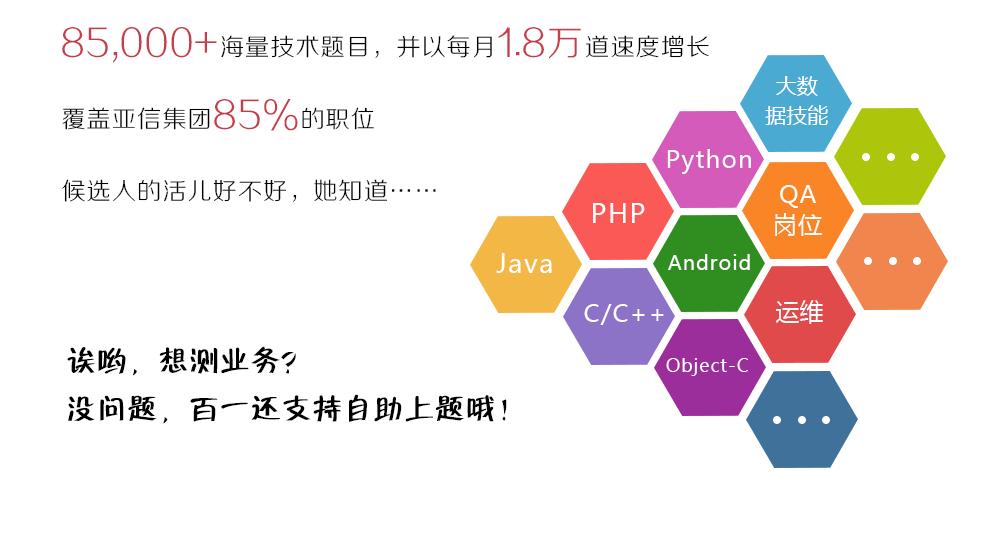 85,000+海量技术题目，并以每月1.8万道速度增长
覆盖亚信集团85%的职位
候选人的活儿好不好，她知道……
大数
据技能
Python
QA
岗位
PHP
Java
Android
C/C++
运维
Object-C
诶哟，想测业务?
没问题，百一还支持自助上题哦!